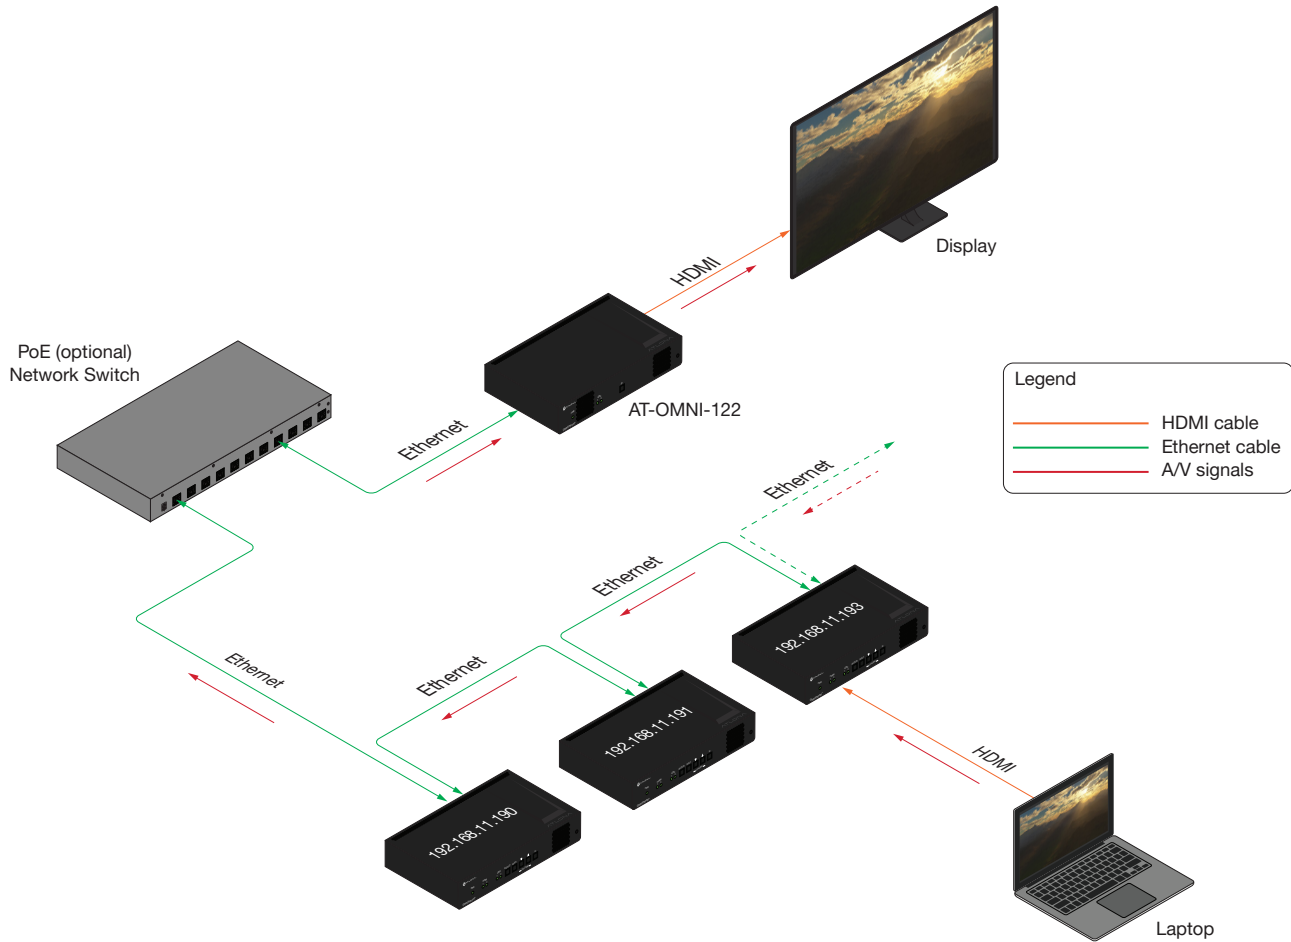 Display
HDMI
PoE (optional)
Network Switch
AT-OMNI-122
Ethernet
Legend
HDMI cable
Ethernet cable
A/V signals
Ethernet
Ethernet
Ethernet
Ethernet
192.168.11.193
192.168.11.191
192.168.11.190
HDMI
Laptop